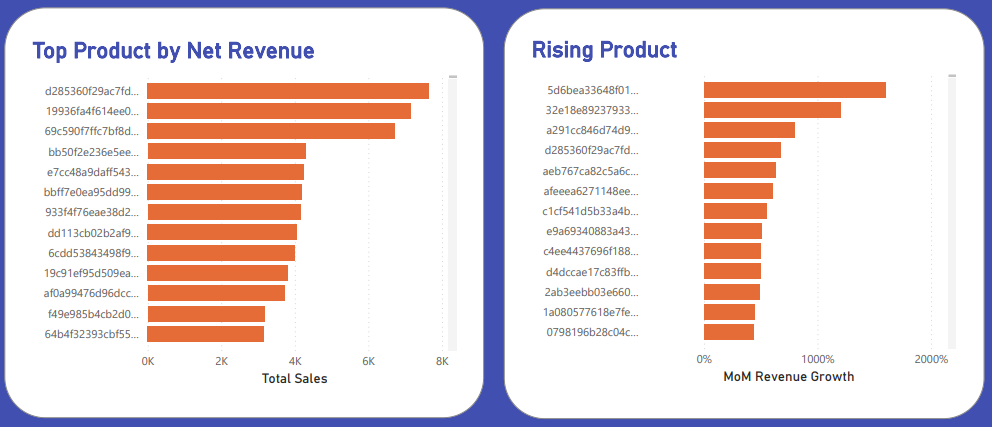 Top Product by Net Revenue
d285360f29ac7fd...
19936fa4f614ee0...
69c590f7ffc7bf8d...
bb50f2e236e5ee...
e7cc48a9daff543...
bbff7e0ea95dd99...
933f4f76eae38d2...
dd113cb02b2af9...
6cdd53843498f9...
19c91ef95d509ea...
af0a99476d96dcc...
f49e985b4cb2d0...
64b4f32393cbf55...
0K 2K 4K 6K 8K
Total Sales
Rising Product
5d6bea33648f01...
32e18e89237933...
a291cc846d74d9...
d285360f29ac7fd...
aeb767ca82c5a6c...
afeeea6271148ee...
c1cf541d5b33a4b...
e9a69340883a43...
c4ee4437696f188...
d4dccae17c83ffb...
2ab3eebb03e660...
1a080577618e7fe...
0798196b28c04c...
0% 1000% 2000%
MoM Revenue Growth